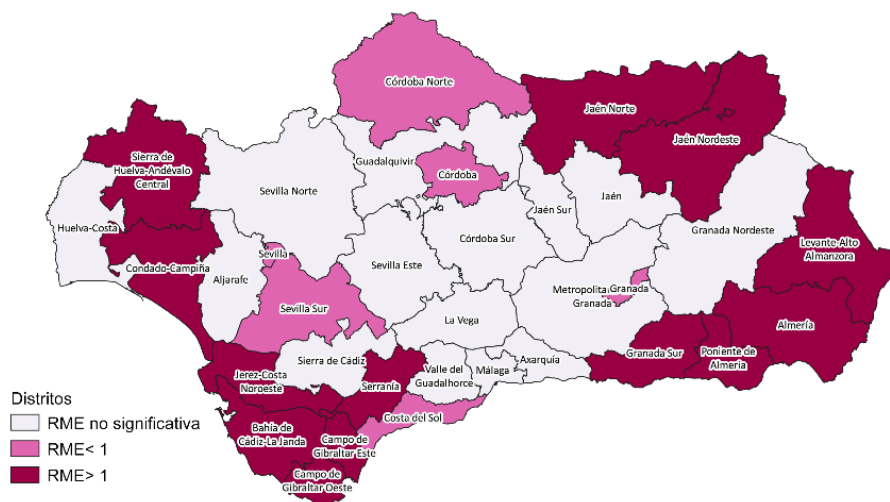 Córdoba Norte
Jaén Norte
Jaén Nordeste
Sierra de
Huelva-Andévalo
Central
Guadalquivir
Córdoba
Sevilla Norte
Jaén
Jaén Sur
Huelva-Costa
Granada Nordeste
Córdoba Sur
Levante-Alto
Almanzora
Sevilla
Sevilla Este
Condado-Campiña
Aljarafe
Metropolita
Granada
Granada
Sevilla Sur
La Vega
Almería
Sierra de Cádiz
Axarquía
Granada Sur
Poniente de
Almería
Jerez-Costa
Noroeste
Serranía
Valle del
Guadalhorce
Málaga
Costa del Sol
Bahía de
Cádiz-La Janda
Campo de
Gibraltar Este
Campo de
Gibraltar Oeste
Distritos
RME no significativa
RME< 1
RME> 1